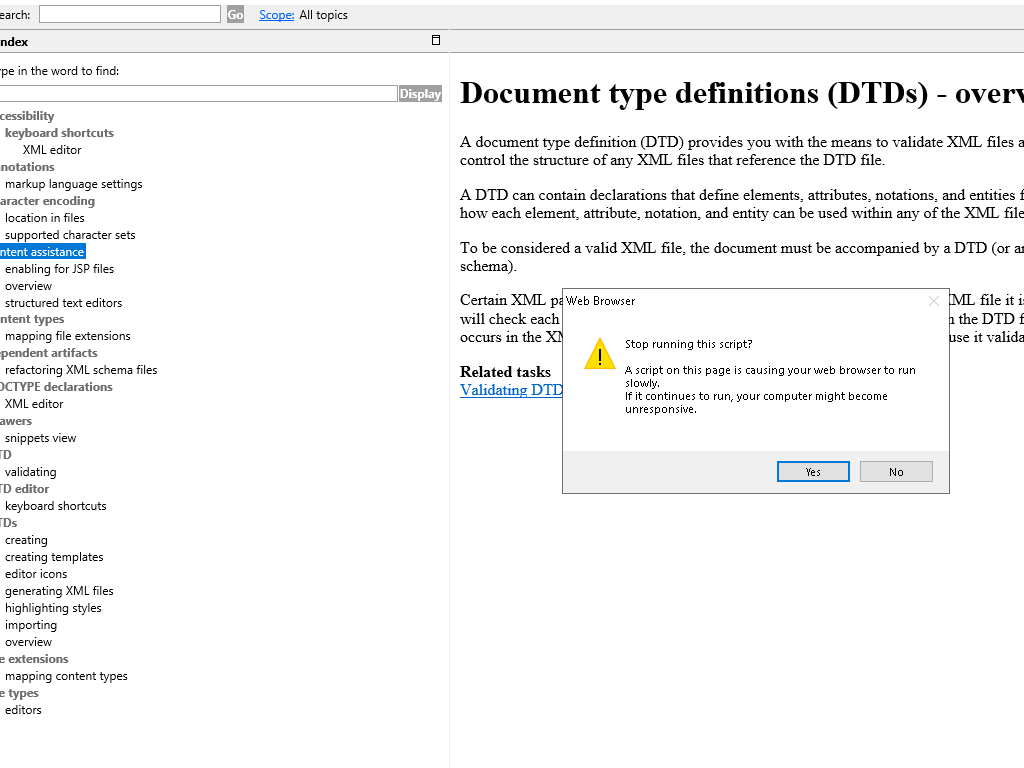 earch: Go Scope: All topics
ndex
pe in the word to find:
Display
cessibility
keyboard shortcuts
XML editor
notations
markup language settings
aracter encoding
location in files
supported character sets
ntent assistance
enabling for JSP files
overview
structured text editors
ntent types
mapping file extensions
ependent artifacts
refactoring XML schema files
OCTYPE declarations
XML editor
awers
snippets view
TD
validating
TD editor
keyboard shortcuts
TDs
creating
creating templates
editor icons
generating XML files
highlighting styles
importing
overview
e extensions
mapping content types
e types
editors
Document type definitions (DTDs) - overv
A document type definition (DTD) provides you with the means to validate XML files a
control the structure of any XML files that reference the DTD file.
A DTD can contain declarations that define elements, attributes, notations, and entities f
how each element, attribute, notation, and entity can be used within any of the XML file
To be considered a valid XML file, the document must be accompanied by a DTD (or an
schema).
Certain XML pa ML file it is
will check each n the DTD f
occurs in the XM use it valida
Related tasks
Validating DTD
Web Browser
Stop running this script?
A script on this page is causing your web browser to run
slowly.
If it continues to run, your computer might become
unresponsive.
Yes No